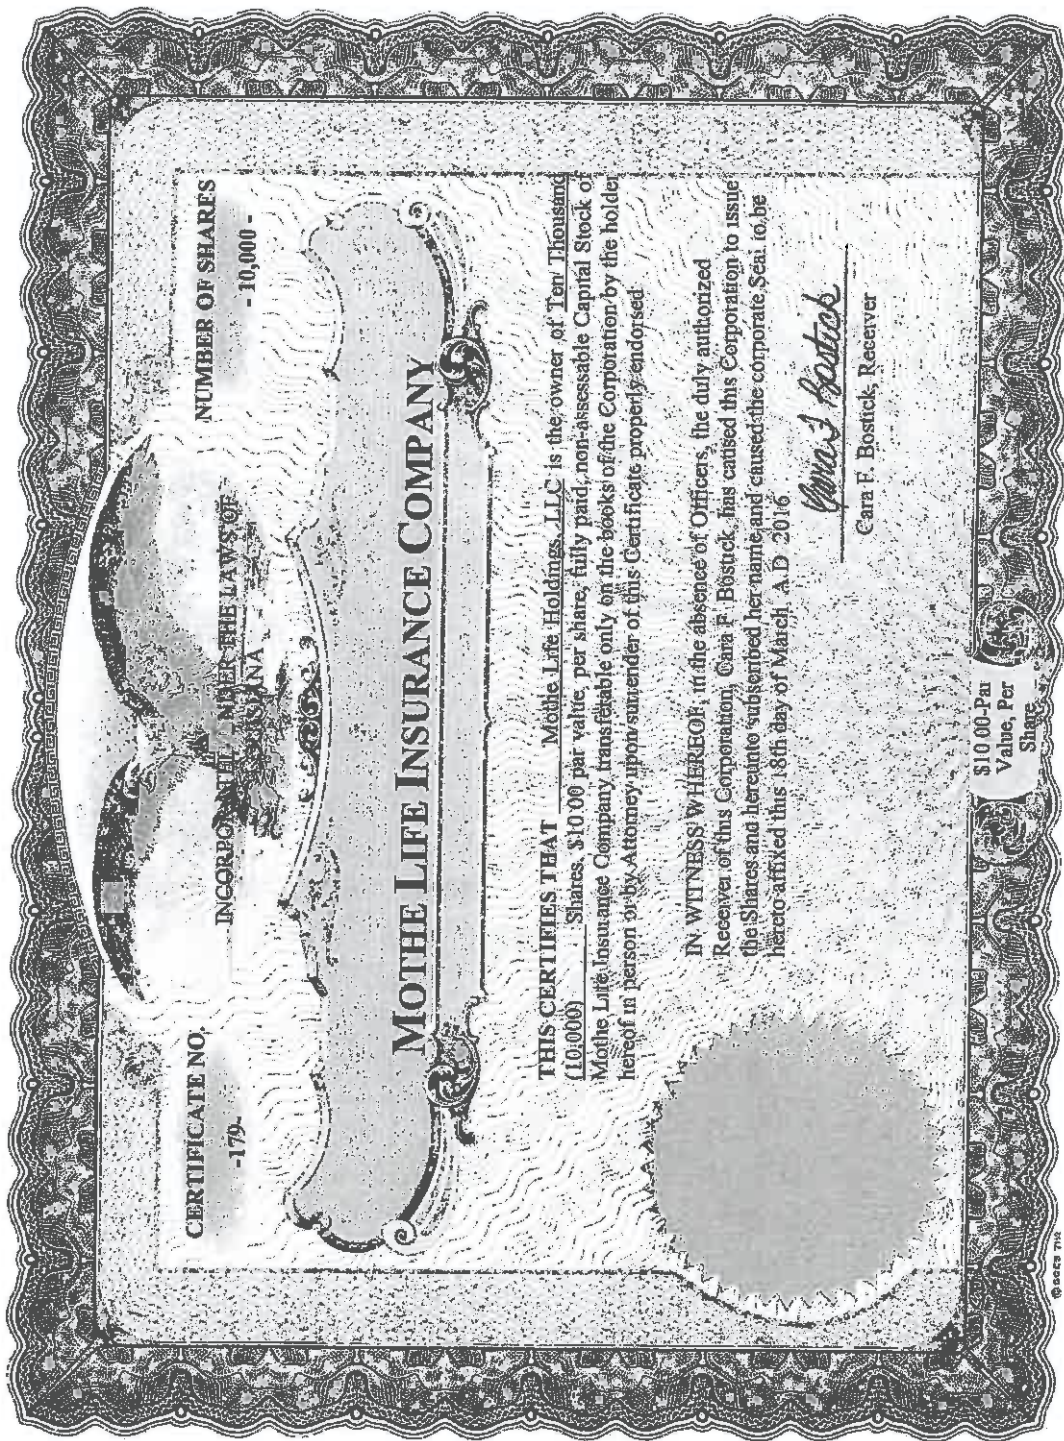 CERTIFICATE NO.
-179-
INCORPORATED UNDER THE LAWS OF
LOUISIANA
NUMBER OF SHARES
- 10,000 -
MOTHE LIFE INSURANCE COMPANY
THIS CERTIFIES THAT Mothe Life Holdings, LLC is the owner of Ten Thousand
(10,000) Shares, $10 00 par value, per share, fully paid, non-assessable Capital Stock of
Mothe Life Insurance Company transferable only on the books of the Corporation by the holder
hereof in person or by Attorney upon surrender of this Certificate properly endorsed
IN WITNESS WHEREOF, in the absence of Officers, the duly authorized
Receiver of this Corporation, Cara F. Bostick, has caused this Corporation to issue
the Shares and hereunto subscribed her name and caused the corporate Seal to be
hereto affixed this 18th day of March, AD 2016
Cara F. Bostick, Receerver
$10 00-Par
Value, Per
Share